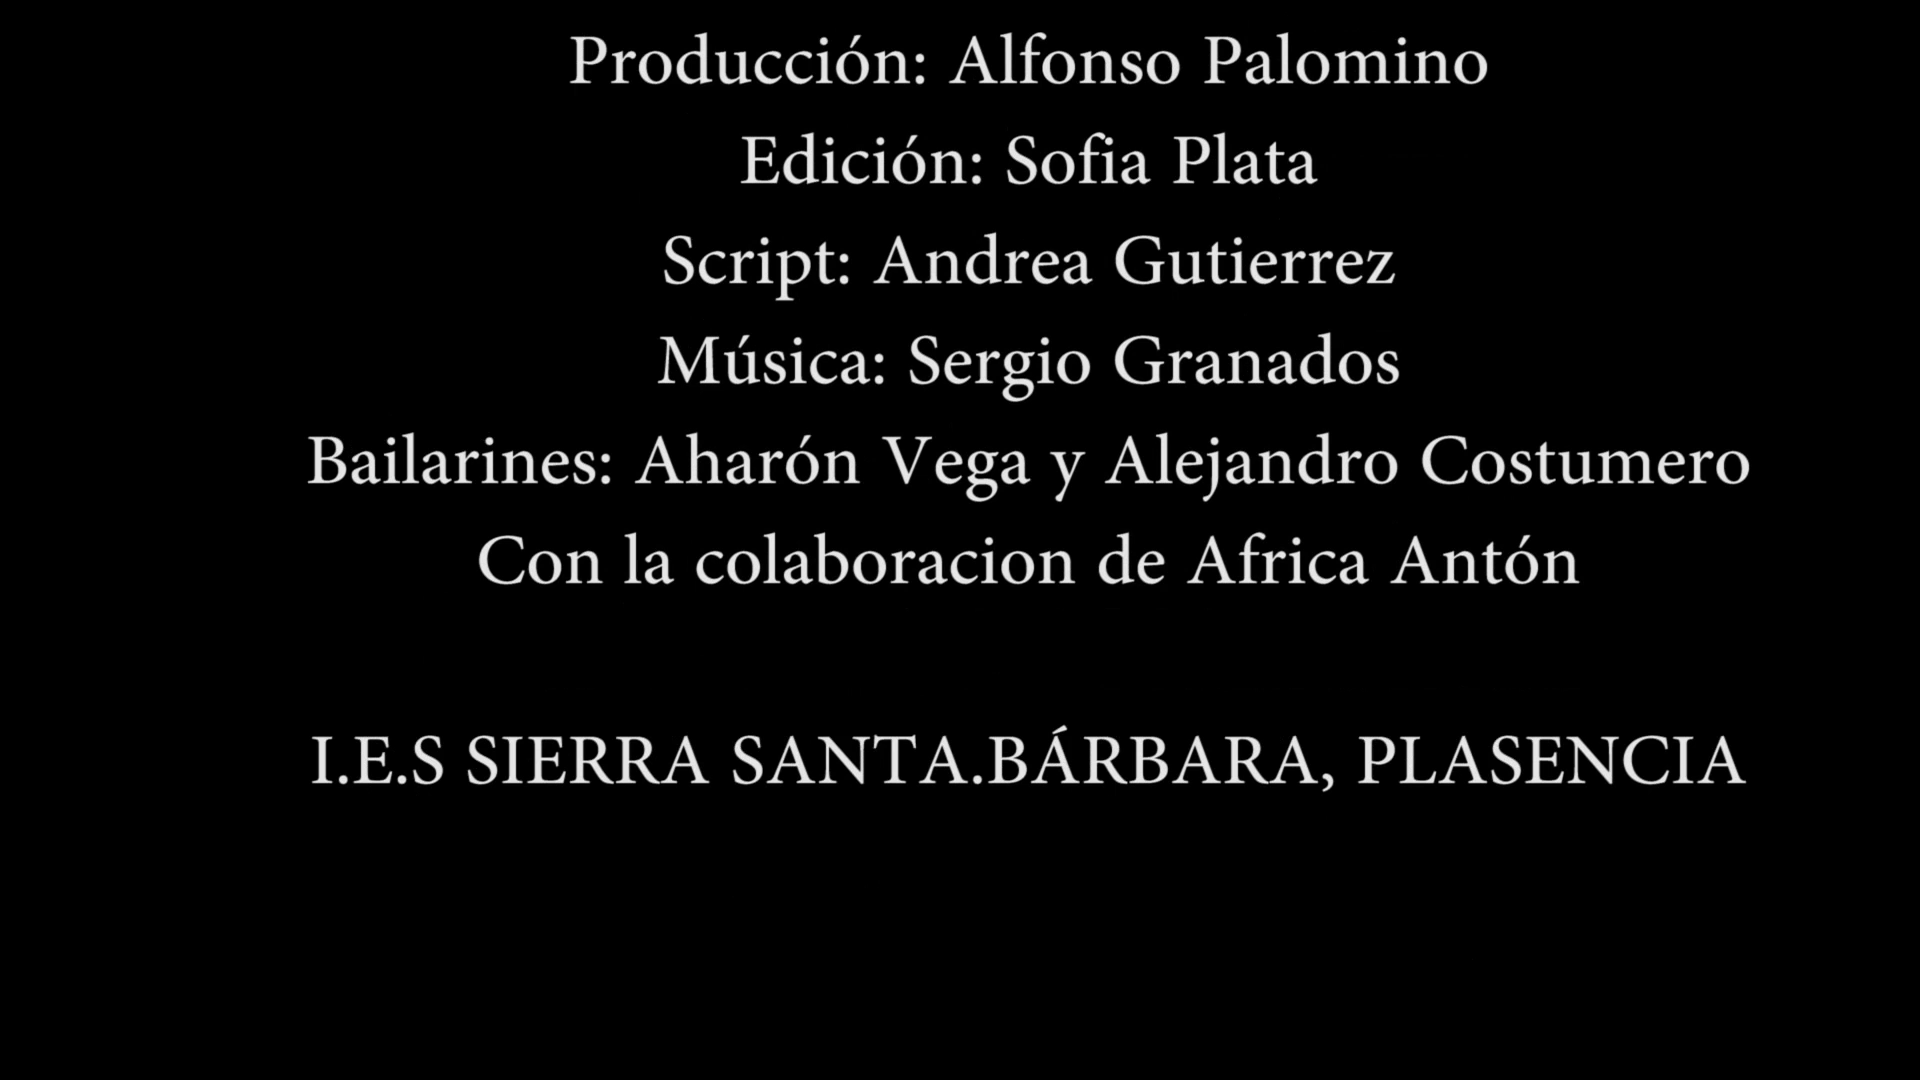 Producción: Alfonso Palomino
Edición: Sofia Plata
Script: Andrea Gutierrez
Música: Sergio Granados
Bailarines: Aharón Vega y Alejandro Costumero
Con la colaboracion de Africa Antón
I.E.S SIERRA SANTA.BÁRBARA, PLASENCIA